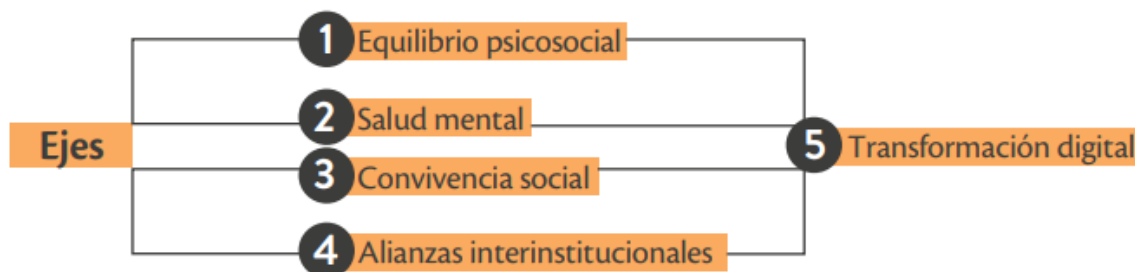 Ejes
1 Equilibrio psicosocial
2 Salud mental
3 Convivencia social
4 Alianzas interinstitucionales
5 Transformación digital